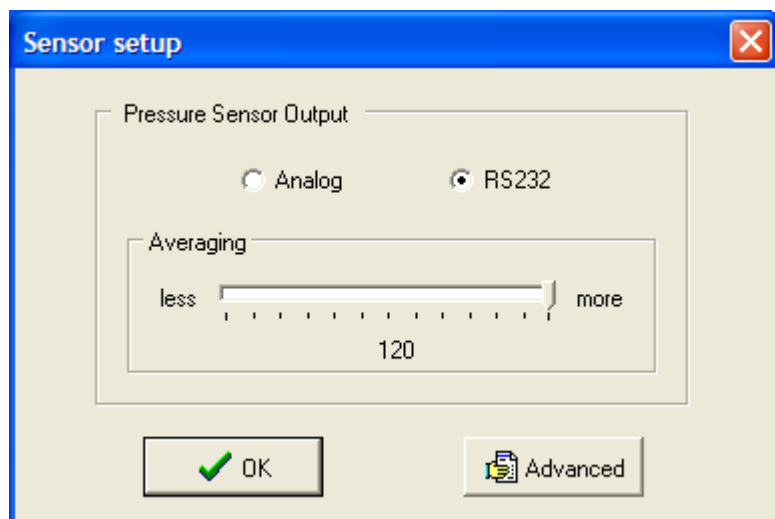 Sensor setup
Pressure Sensor Output
Analog RS232
Averaging
less more
120
OK Advanced